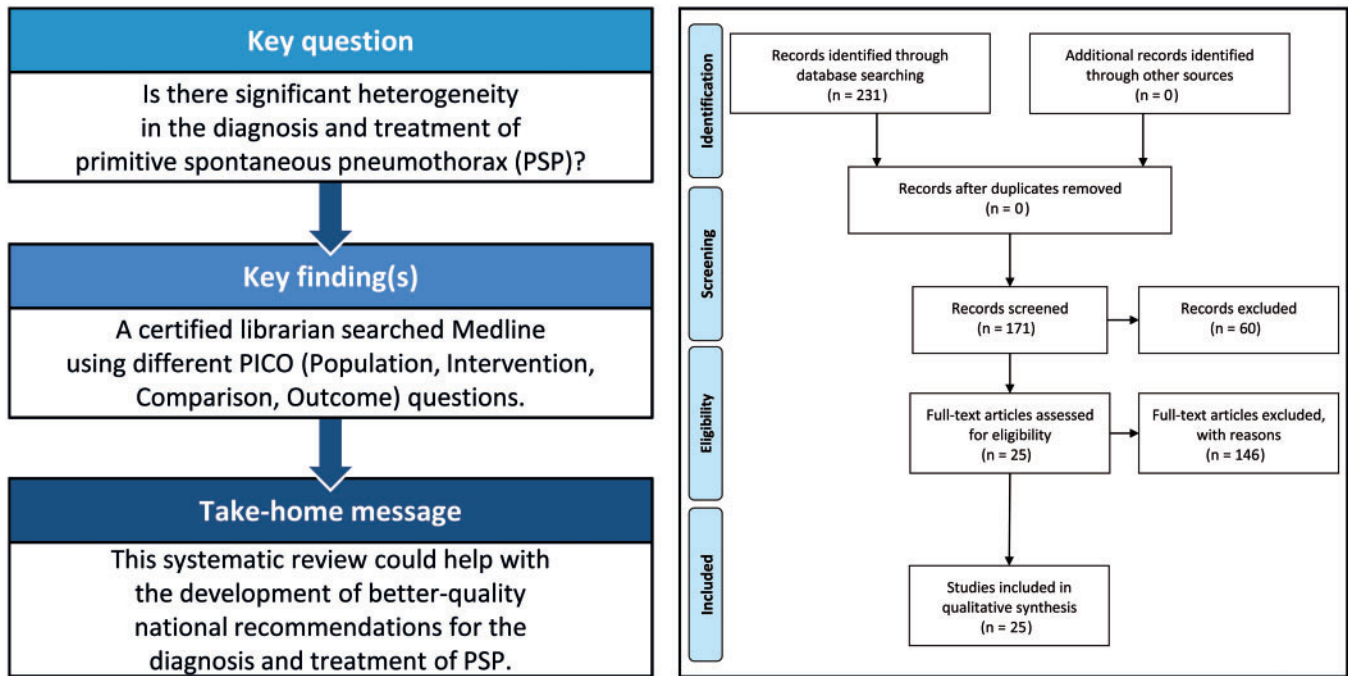 Key question
Is there significant heterogeneity
in the diagnosis and treatment of
primitive spontaneous pneumothorax (PSP)?
Key finding(s)
A certified librarian searched Medline
using different PICO (Population, Intervention,
Comparison, Outcome) questions.
Take-home message
This systematic review could help with
the development of better-quality
national recommendations for the
diagnosis and treatment of PSP.
Identification
Records identified through
database searching
(n = 231)
Additional records identified
through other sources
(n = 0)
Records after duplicates removed
(n = 0)
Screening
Records screened
(n = 171)
Records excluded
(n = 60)
Eligibility
Full-text articles assessed
for eligibility
(n = 25)
Full-text articles excluded,
with reasons
(n = 146)
Included
Studies included in
qualitative synthesis
(n = 25)